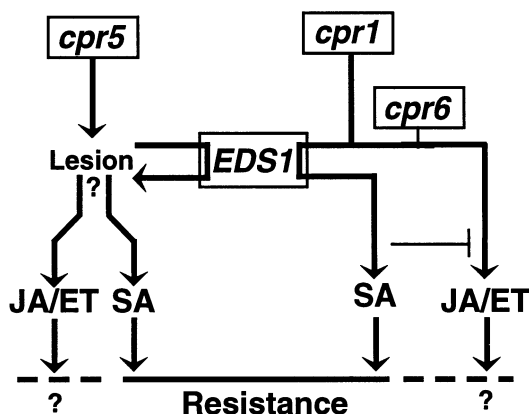 cpr5
cpr1
cpr6
Lesion
?
EDS1
JA/ET
SA
SA
JA/ET
?
Resistance
?